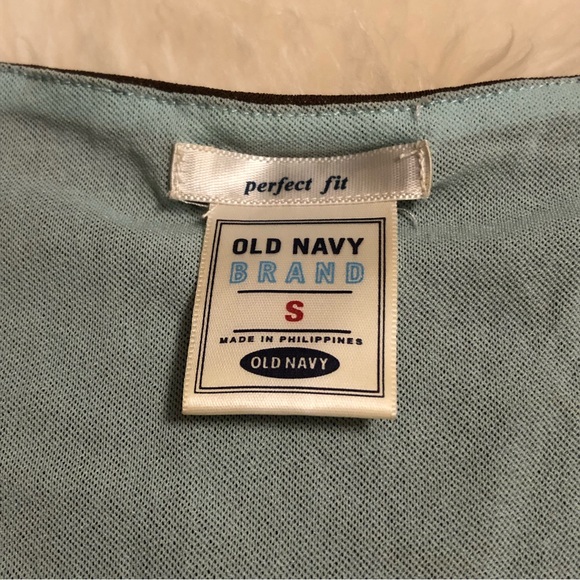 perfect fit
OLD NAVY
BRAND
S
MADE IN PHILIPPINES
OLD NAVY